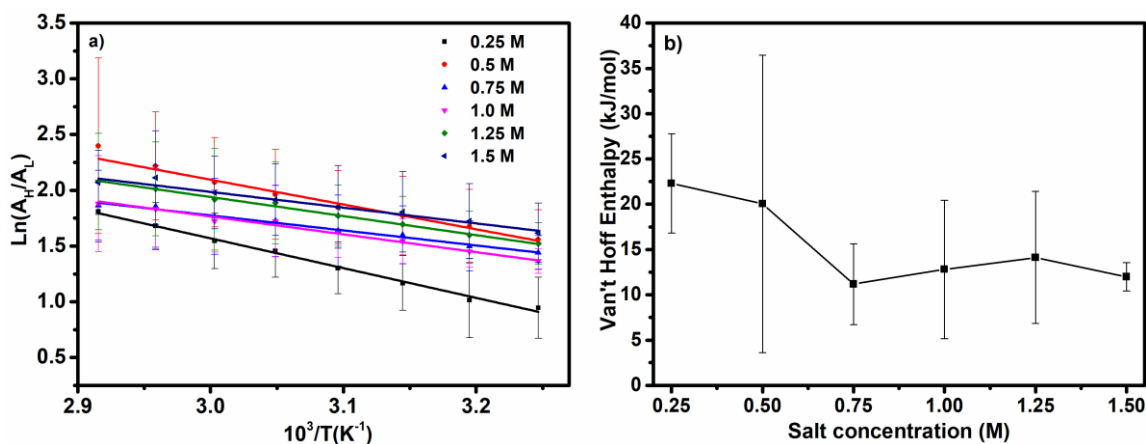 a)
0.25 M
0.5 M
0.75 M
1.0 M
1.25 M
1.5 M
3.5
3.0
2.5
2.0
1.5
1.0
0.5
Ln(A_H/A_L)
2.9
3.0
3.1
3.2
10³/T(K⁻¹)
b)
40
35
30
25
20
15
10
5
0
Van't Hoff Enthalpy (kJ/mol)
0.25
0.50
0.75
1.00
1.25
1.50
Salt concentration (M)